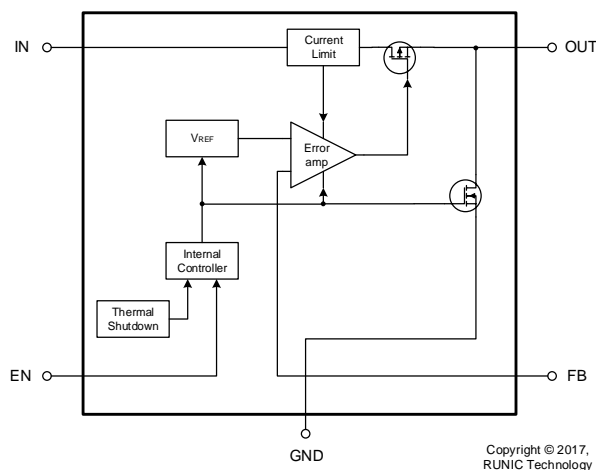 IN
Current
Limit
OUT
VREF
Error
amp
Internal
Controller
Thermal
Shutdown
EN
FB
GND
Copyright © 2017,
RUNIC Technology